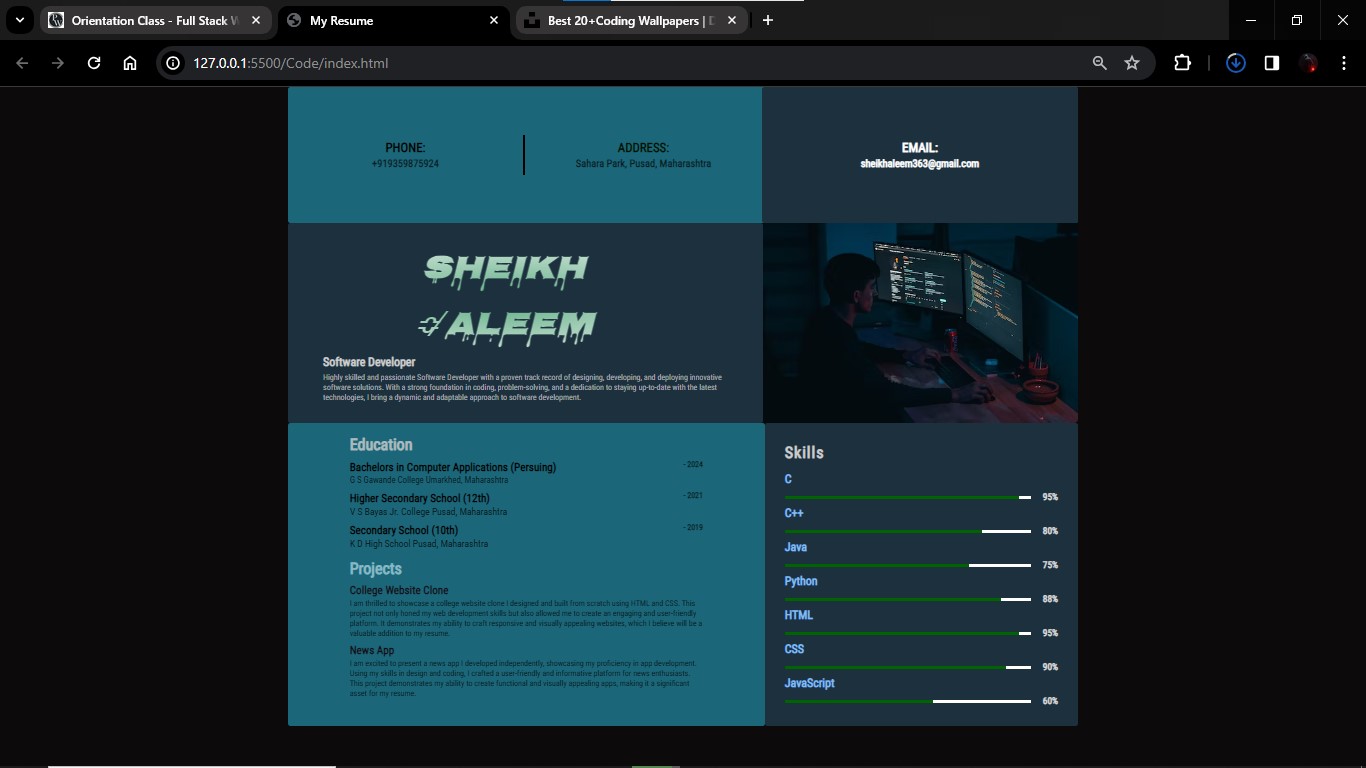 Orientation Class - Full Stack W
My Resume
Best 20+Coding Wallpapers | D
127.0.0.1:5500/Code/index.html
PHONE:
+919359875924
ADDRESS:
Sahara Park, Pusad, Maharashtra
EMAIL:
sheikhaleem363@gmail.com
SHEIKH
ALEEM
Software Developer
Highly skilled and passionate Software Developer with a proven track record of designing, developing, and deploying innovative
software solutions. With a strong foundation in coding, problem-solving, and a dedication to staying up-to-date with the latest
technologies, I bring a dynamic and adaptable approach to software development.
Education
Bachelors in Computer Applications (Persuing) - 2024
G S Gawande College Umarkhed, Maharashtra
Higher Secondary School (12th) - 2021
V S Bayas Jr. College Pusad, Maharashtra
Secondary School (10th) - 2019
K D High School Pusad, Maharashtra
Projects
College Website Clone
I am thrilled to showcase a college website clone I designed and built from scratch using HTML and CSS. This
project not only honed my web development skills but also allowed me to create an engaging and user-friendly
platform. It demonstrates my ability to craft responsive and visually appealing websites, which I believe will be a
valuable addition to my resume.
News App
I am excited to present a news app I developed independently, showcasing my proficiency in app development.
Using my skills in design and coding, I crafted a user-friendly and informative platform for news enthusiasts.
This project demonstrates my ability to create functional and visually appealing apps, making it a significant
asset for my resume.
Skills
C
95%
C++
80%
Java
75%
Python
88%
HTML
95%
CSS
90%
JavaScript
60%